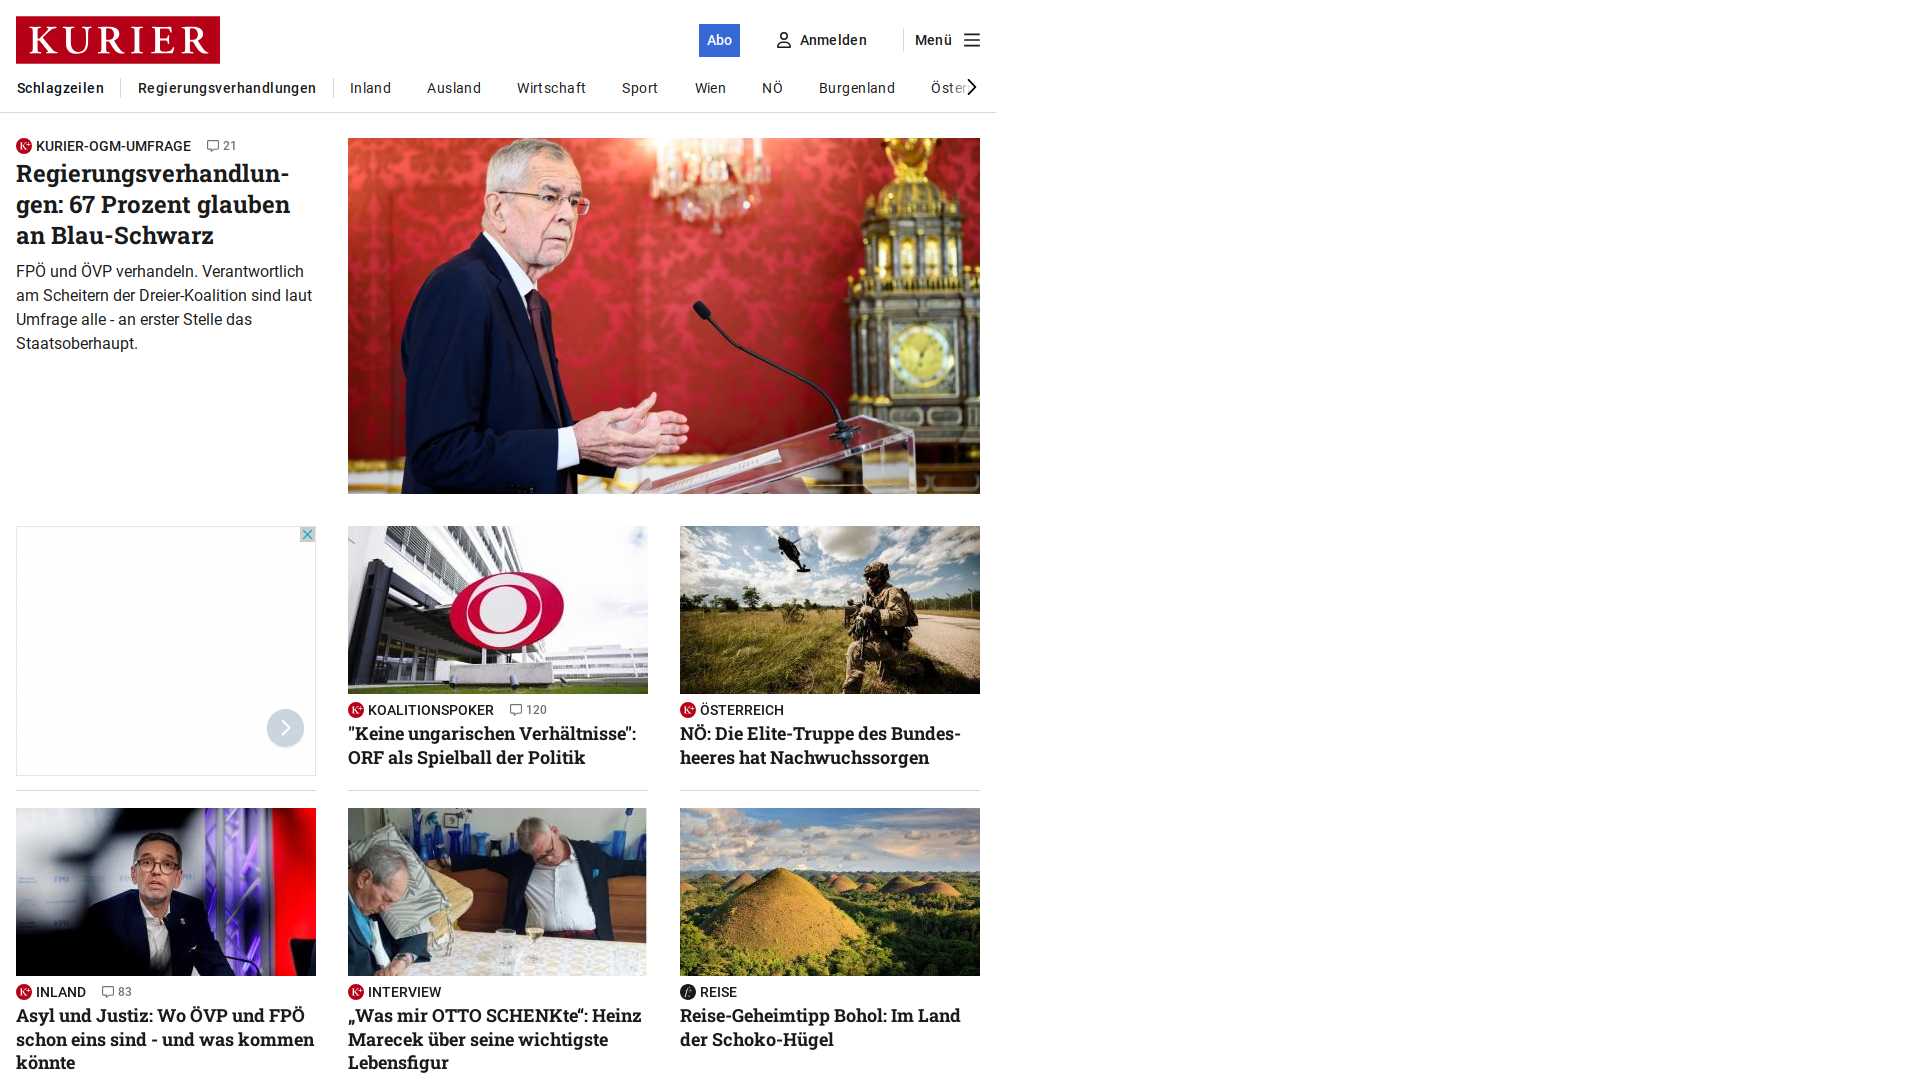 KURIER
Abo
Anmelden
Menü
Schlagzeilen
Regierungsverhandlungen
Inland
Ausland
Wirtschaft
Sport
Wien
NÖ
Burgenland
KURIER-OGM-UMFRAGE 21
Regierungsverhandlun-
gen: 67 Prozent glauben
an Blau-Schwarz
FPÖ und ÖVP verhandeln. Verantwortlich
am Scheitern der Dreier-Koalition sind laut
Umfrage alle - an erster Stelle das
Staatsoberhaupt.
KOALITIONSPOKER 120
"Keine ungarischen Verhältnisse":
ORF als Spielball der Politik
ÖSTERREICH
NÖ: Die Elite-Truppe des Bundes-
heeres hat Nachwuchssorgen
INLAND 83
Asyl und Justiz: Wo ÖVP und FPÖ
schon eins sind - und was kommen
könnte
INTERVIEW
„Was mir OTTO SCHENKte“: Heinz
Marecek über seine wichtigste
Lebensfigur
REISE
Reise-Geheimtipp Bohol: Im Land
der Schoko-Hügel